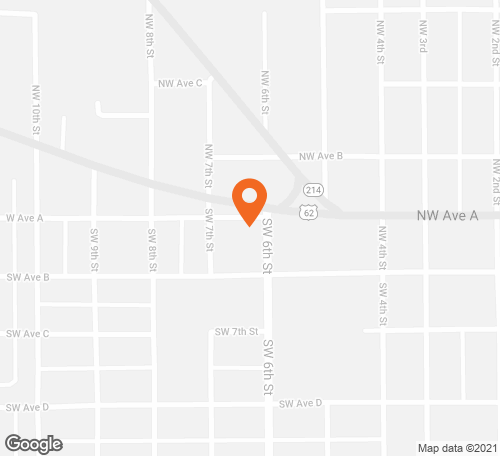 NW 8th St
NW 4th St
NW 3rd
NW 2nd St
NW Ave C
NW 6th St
NW 10th St
NW 7th St
NW Ave B
NW 2nd St
214
62
W Ave A
NW Ave A
SW 9th St
SW 8th St
SW 7th St
SW 6th St
NW 4th St
SW Ave B
SW 4th St
SW Ave C
SW 7th St
SW 6th St
SW Ave D
SW Ave D
Google
Map data ©2021